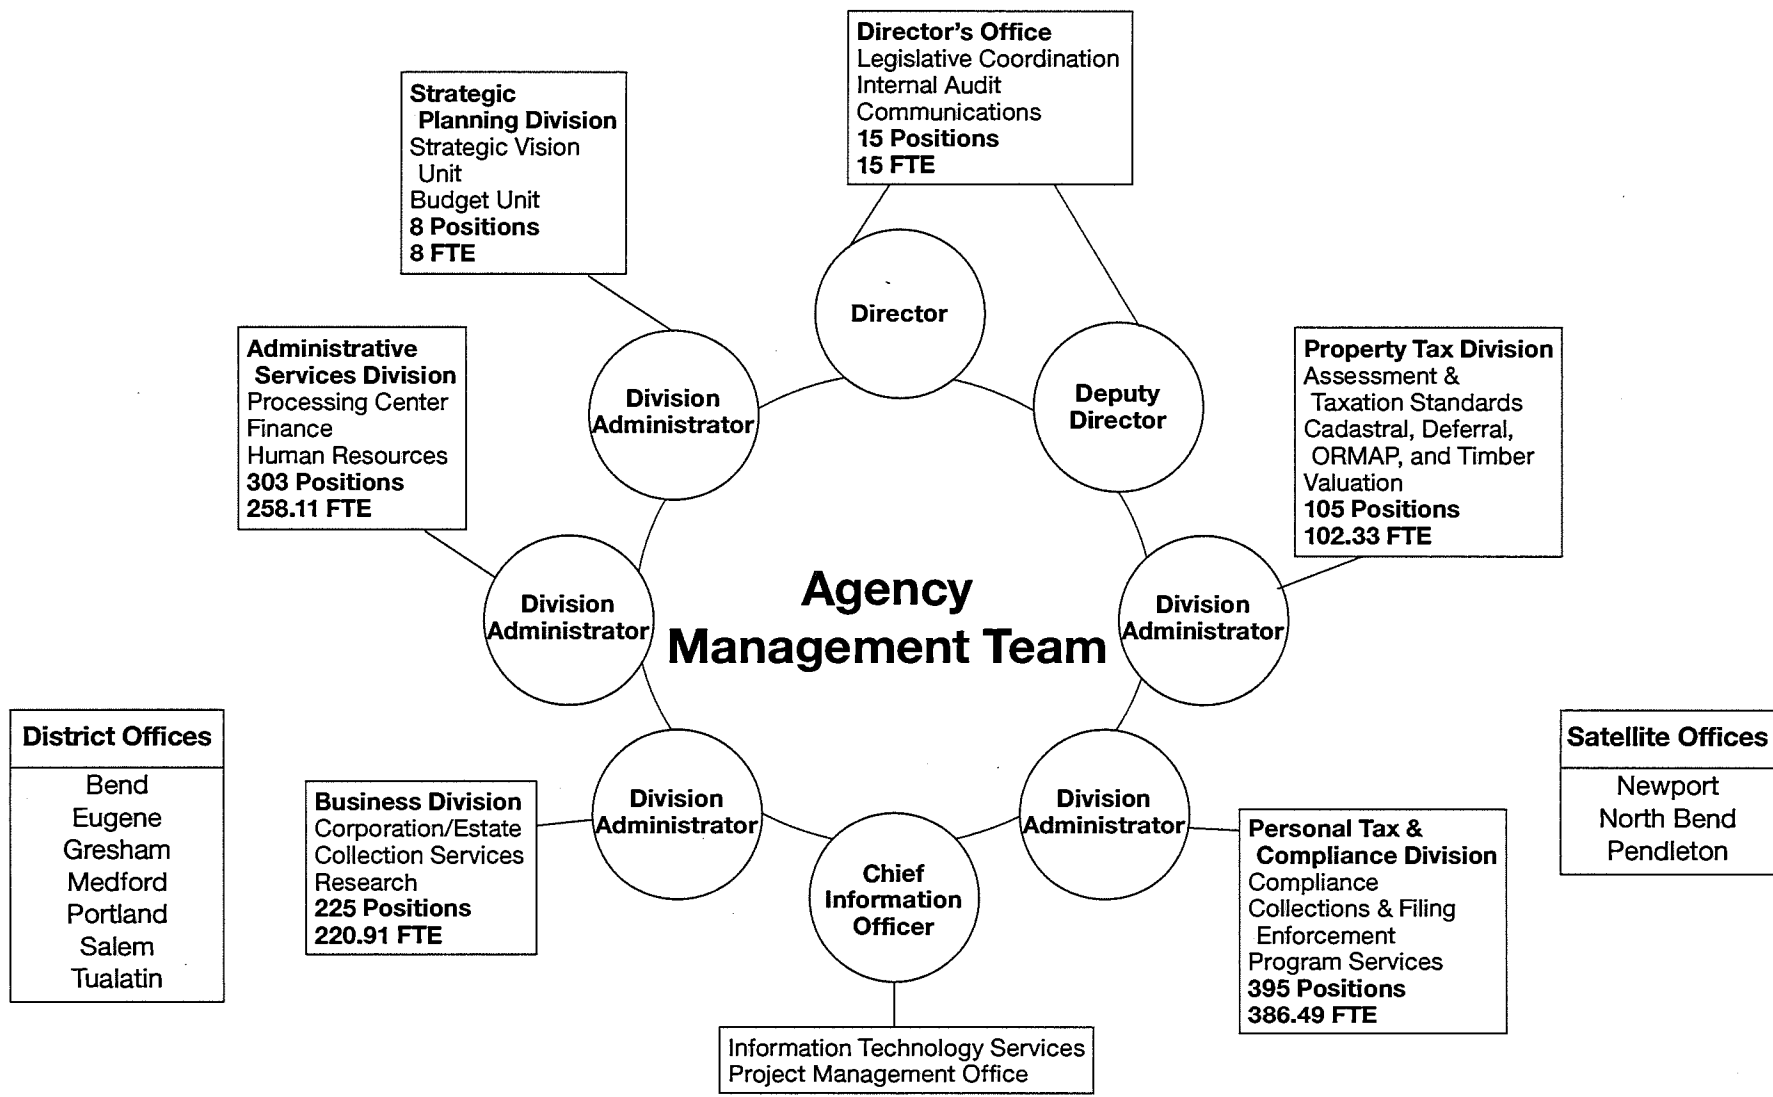 Director's Office
Legislative Coordination
Internal Audit
Communications
15 Positions
15 FTE
Strategic
Planning Division
Strategic Vision
Unit
Budget Unit
8 Positions
8 FTE
Director
Administrative
Services Division
Processing Center
Finance
Human Resources
303 Positions
258.11 FTE
Division
Administrator
Deputy
Director
Property Tax Division
Assessment &
Taxation Standards
Cadastral, Deferral,
ORMAP, and Timber
Valuation
105 Positions
102.33 FTE
Division
Administrator
Agency
Management Team
Division
Administrator
District Offices
Bend
Eugene
Gresham
Medford
Portland
Salem
Tualatin
Business Division
Corporation/Estate
Collection Services
Research
225 Positions
220.91 FTE
Division
Administrator
Chief
Information
Officer
Division
Administrator
Personal Tax &
Compliance Division
Compliance
Collections & Filing
Enforcement
Program Services
395 Positions
386.49 FTE
Satellite Offices
Newport
North Bend
Pendleton
Information Technology Services
Project Management Office